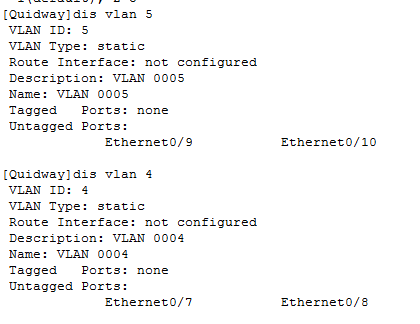 [Quidway]dis vlan 5
VLAN ID: 5
VLAN Type: static
Route Interface: not configured
Description: VLAN 0005
Name: VLAN 0005
Tagged   Ports: none
Untagged Ports:
Ethernet0/9           Ethernet0/10
[Quidway]dis vlan 4
VLAN ID: 4
VLAN Type: static
Route Interface: not configured
Description: VLAN 0004
Name: VLAN 0004
Tagged   Ports: none
Untagged Ports:
Ethernet0/7           Ethernet0/8